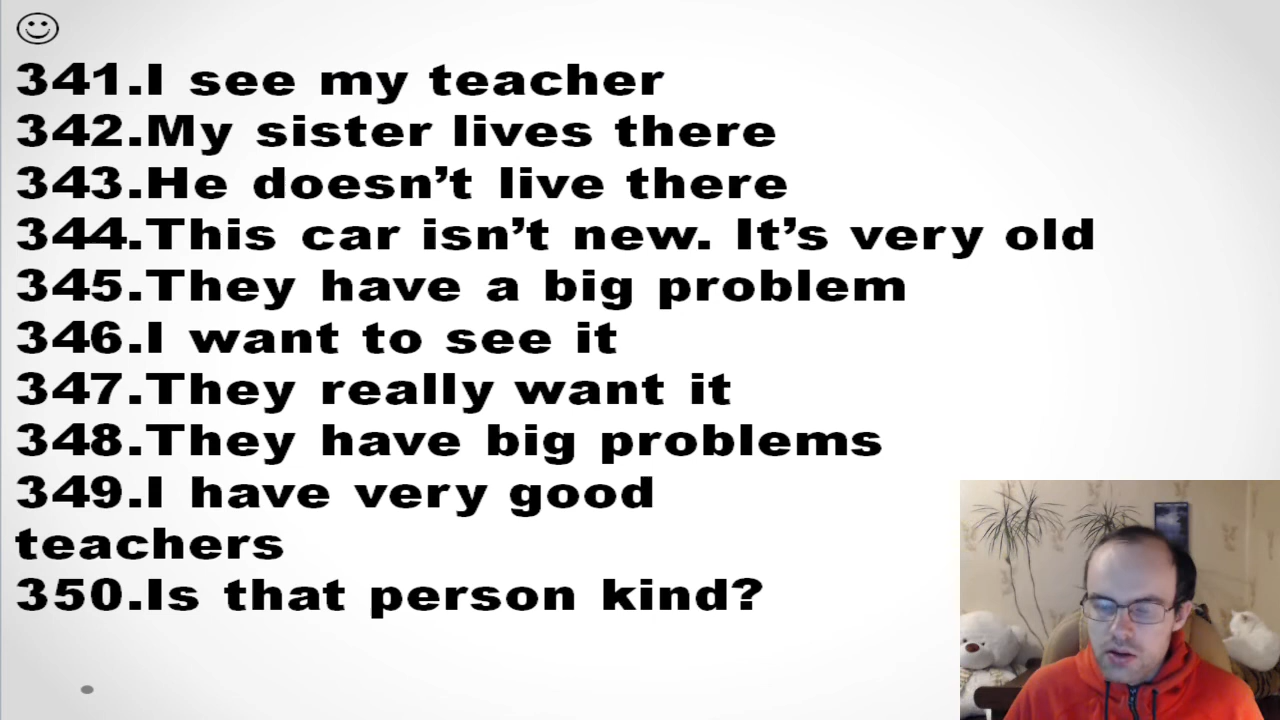 341.I see my teacher
342.My sister lives there
343.He doesn’t live there
344.This car isn’t new. It’s very old
345.They have a big problem
346.I want to see it
347.They really want it
348.They have big problems
349.I have very good
teachers
350.Is that person kind?